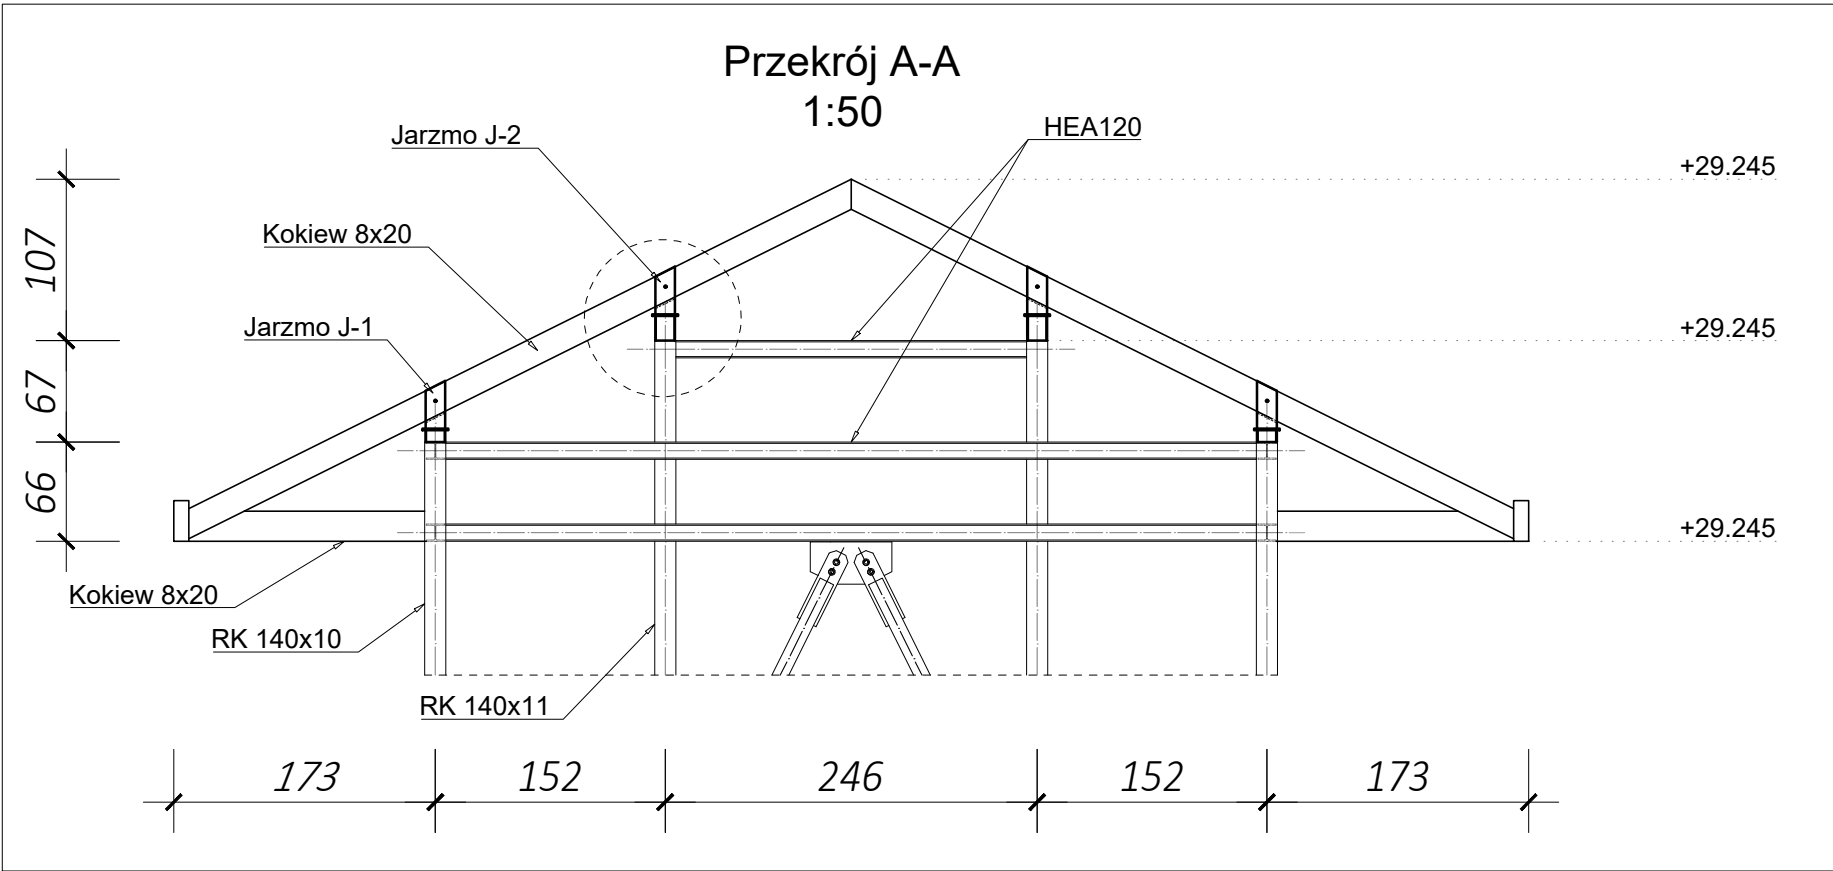 Przekrój A-A
1:50
Jarzmo J-2
HEA120
+29.245
Kokiew 8x20
107
Jarzmo J-1
+29.245
67
66
+29.245
Kokiew 8x20
RK 140x10
RK 140x11
173 152 246 152 173